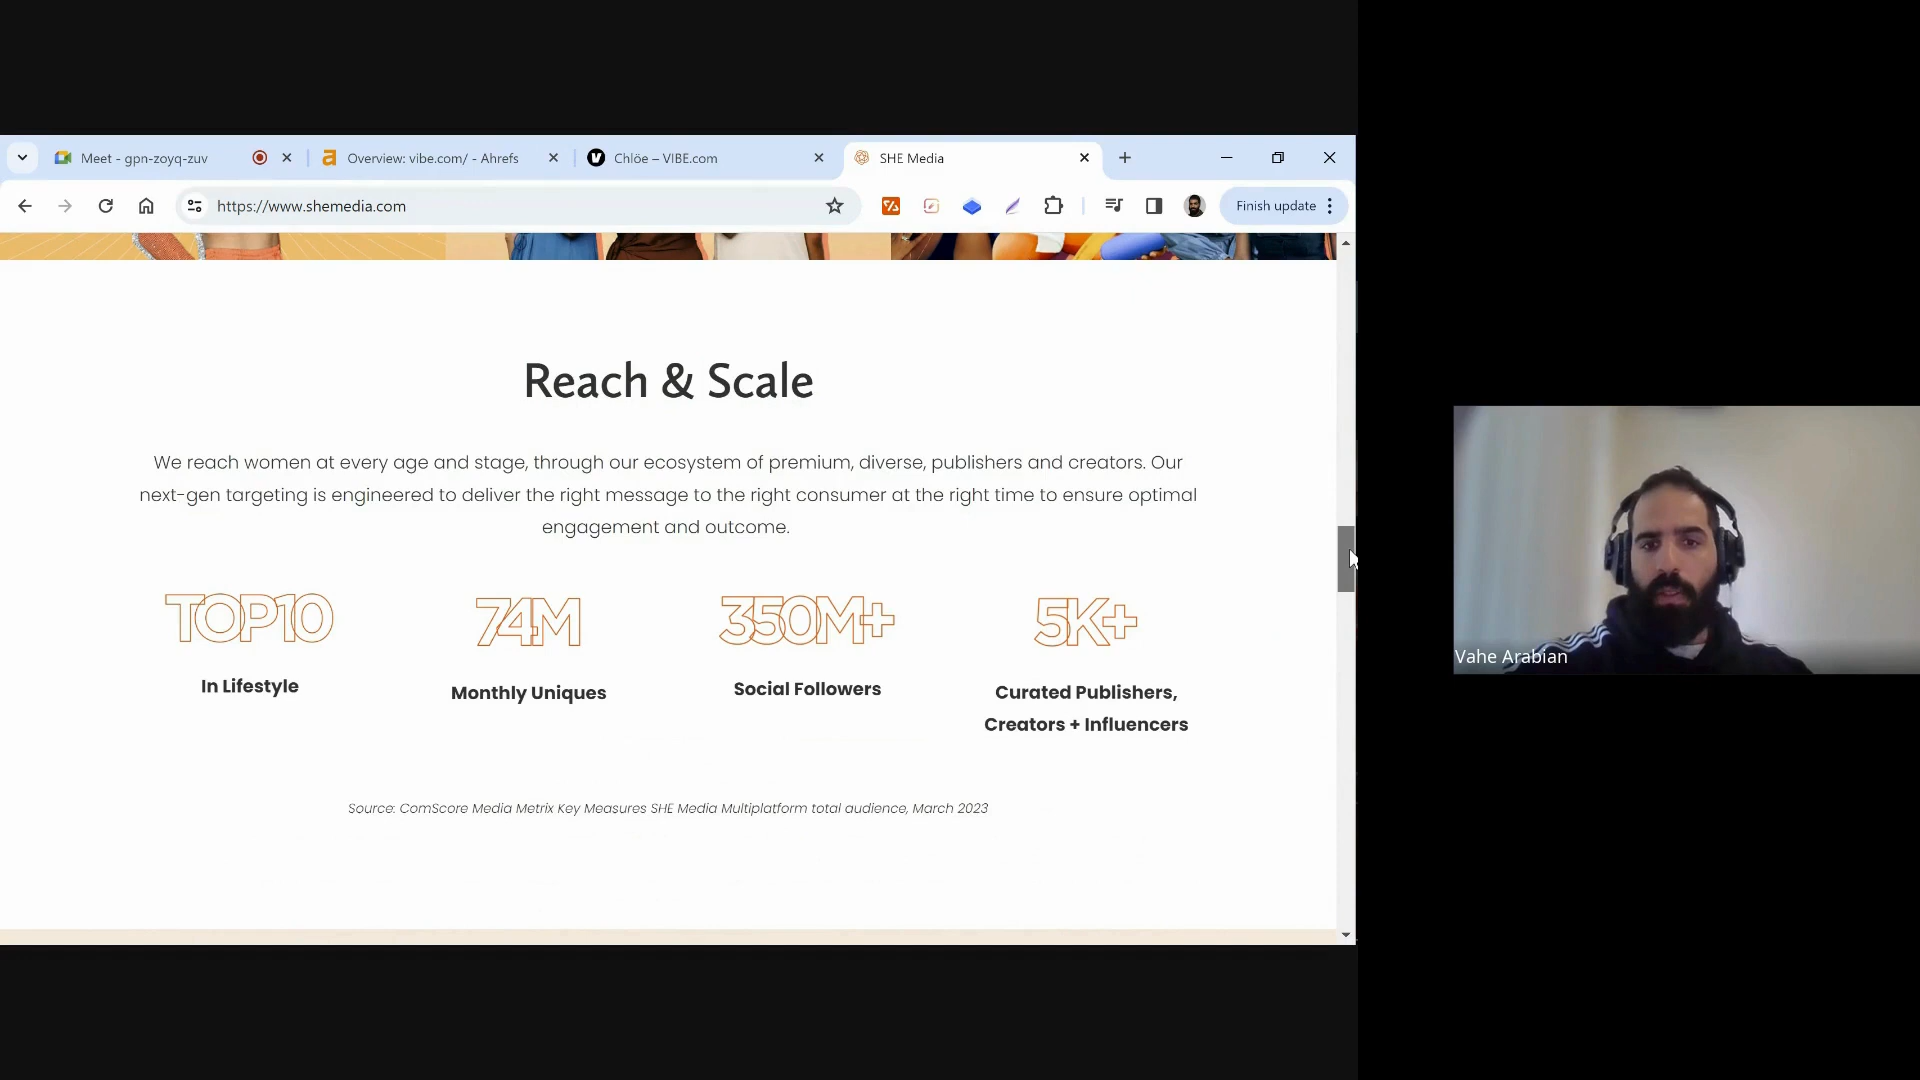 Meet - gpn-zoyq-zuv
Overview: vibe.com/ - Ahrefs
Chlöe – VIBE.com
SHE Media
https://www.shemedia.com
Finish update
Reach & Scale
We reach women at every age and stage, through our ecosystem of premium, diverse, publishers and creators. Our
next-gen targeting is engineered to deliver the right message to the right consumer at the right time to ensure optimal
engagement and outcome.
TOP10
In Lifestyle
74M
Monthly Uniques
350M+
Social Followers
5K+
Curated Publishers,
Creators + Influencers
Source: ComScore Media Metrix Key Measures SHE Media Multiplatform total audience, March 2023
Vahe Arabian